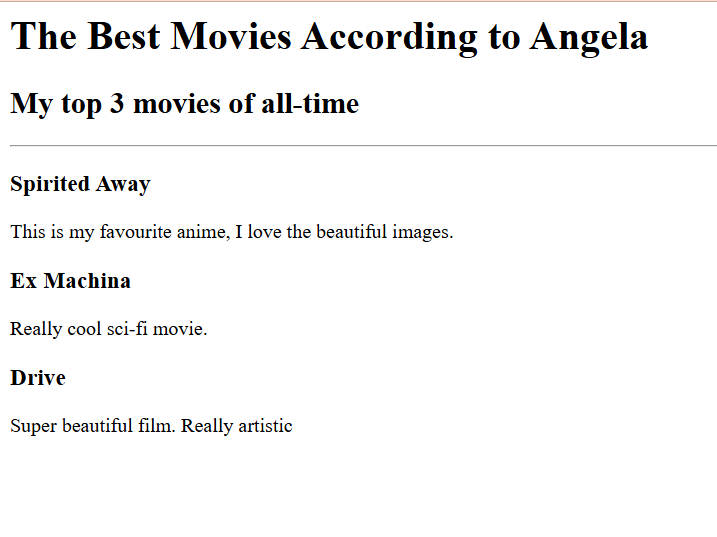 The Best Movies According to Angela
My top 3 movies of all-time
Spirited Away
This is my favourite anime, I love the beautiful images.
Ex Machina
Really cool sci-fi movie.
Drive
Super beautiful film. Really artistic